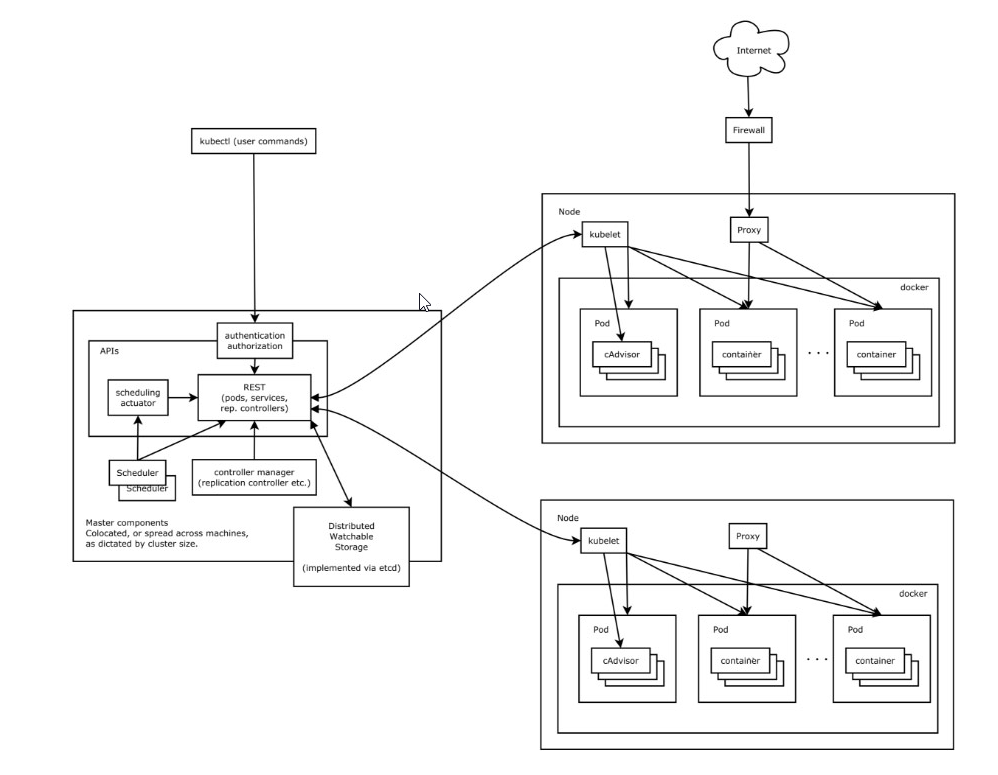 Internet
Firewall
kubectl (user commands)
Node
kubelet
Proxy
docker
Pod
cAdvisor
Pod
container
. . .
Pod
container
authentication
authorization
APIs
scheduling
actuator
REST
(pods, services,
rep. controllers)
Scheduler
Scheduler
controller manager
(replication controller etc.)
Master components
Colocated, or spread across machines,
as dictated by cluster size.
Distributed
Watchable
Storage
(implemented via etcd)
Node
kubelet
Proxy
docker
Pod
cAdvisor
Pod
container
. . .
Pod
container